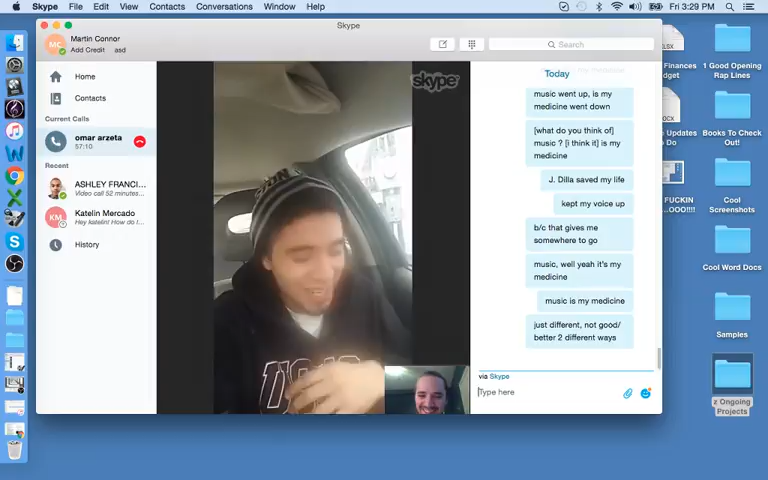 Skype File Edit View Contacts Conversations Window Help
Fri 3:29 PM
Skype
MC
Martin Connor
Add Credit asd
Search
Home
Contacts
Current Calls
omar arzeta
57:10
Recent
ASHLEY FRANCI...
Video call 52 minutes...
KM
Katelin Mercado
Hey katelin! How do I...
History
skype
Today
music went up, is my
medicine went down
[what do you think of]
music ? [i think it] is my
medicine
J. Dilla saved my life
kept my voice up
b/c that gives me
somewhere to go
music, well yeah it's my
medicine
music is my medicine
just different, not good/
better 2 different ways
via Skype
Type here
XLSX
Finances
dget
OCX
Updates
Do
FUCKIN
...OOO!!!!
1 Good Opening
Rap Lines
Books To Check
Out!
Cool
Screenshots
Cool Word Docs
Samples
z Ongoing
Projects